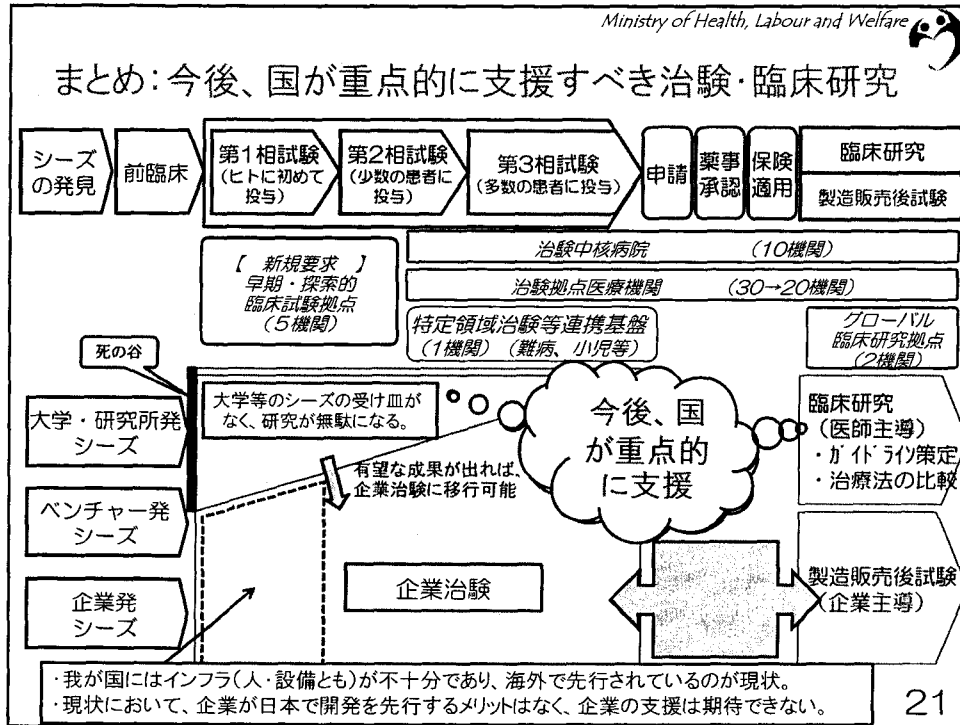 Ministry of Health, Labour and Welfare
まとめ：今後、国が重点的に支援すべき治験・臨床研究
シーズ
の発見
前臨床
第1相試験
(ヒトに初めて
投与)
第2相試験
(少数の患者に
投与)
第3相試験
(多数の患者に投与)
申請
薬事
承認
保険
適用
臨床研究
製造販売後試験
【 新規要求 】
早期・探索的
臨床試験拠点
(5機関)
治験中核病院 (10機関)
治験拠点医療機関 (30→20機関)
特定領域治験等連携基盤
(1機関) (難病、小児等)
グローバル
臨床研究拠点
(2機関)
死の谷
大学・研究所発
シーズ
ベンチャー発
シーズ
企業発
シーズ
大学等のシーズの受け皿が
なく、研究が無駄になる。
有望な成果が出れば、
企業治験に移行可能
今後、国
が重点的
に支援
企業治験
臨床研究
(医師主導)
・ガイドライン策定
・治療法の比較
製造販売後試験
(企業主導)
・我が国にはインフラ(人・設備とも)が不十分であり、海外で先行されているのが現状。
・現状において、企業が日本で開発を先行するメリットはなく、企業の支援は期待できない。
21